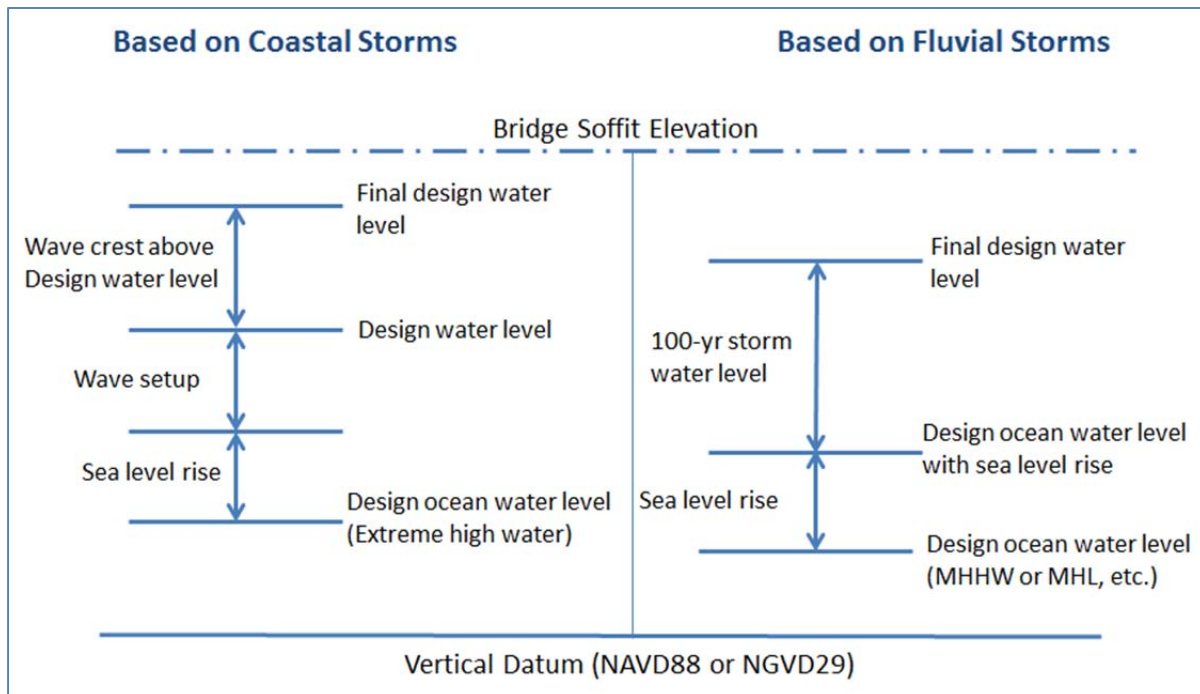 Based on Coastal Storms
Based on Fluvial Storms
Bridge Soffit Elevation
Final design water
level
Wave crest above
Design water level
Design water level
Wave setup
Sea level rise
Design ocean water level
(Extreme high water)
Final design water
level
100-yr storm
water level
Design ocean water level
with sea level rise
Sea level rise
Design ocean water level
(MHHW or MHL, etc.)
Vertical Datum (NAVD88 or NGVD29)